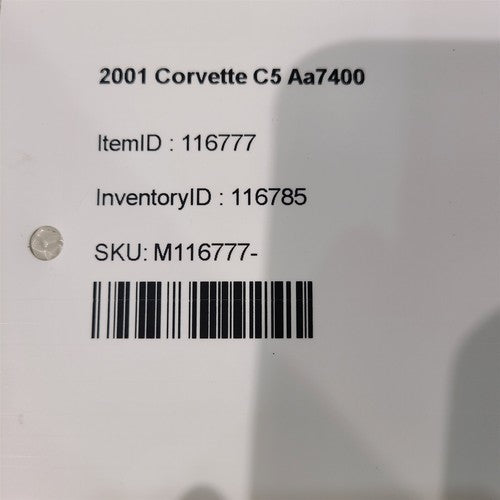 2001 Corvette C5 Aa7400
ItemID : 116777
InventoryID : 116785
SKU: M116777-